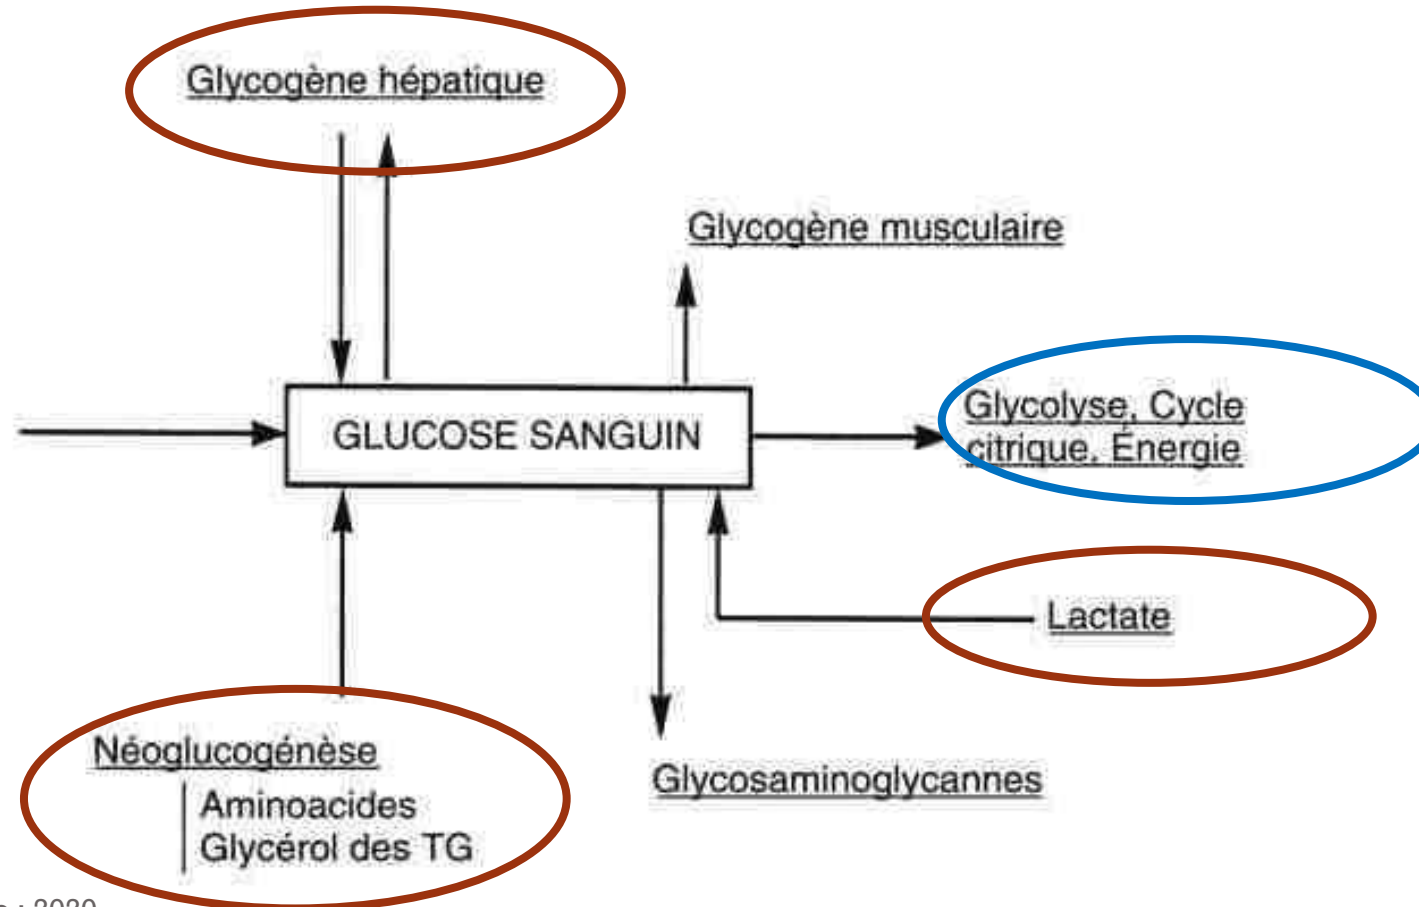 Glycogène hépatique
Glycogène musculaire
GLUCOSE SANGUIN
Glycolyse, Cycle
citrique, Énergie
Lactate
Néoglucogénèse
Aminoacides
Glycérol des TG
Glycosaminoglycannes